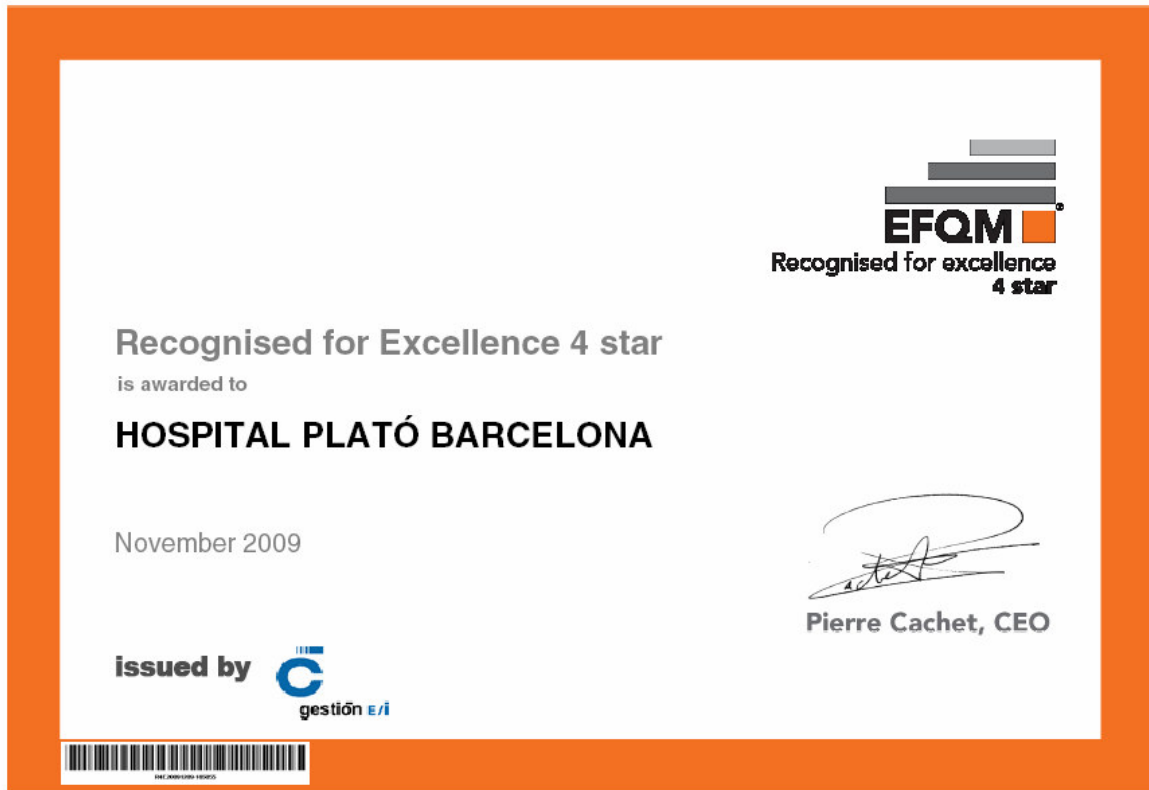 EFQM
Recognised for excellence
4 star
Recognised for Excellence 4 star
is awarded to
HOSPITAL PLATÓ BARCELONA
November 2009
Pierre Cachet, CEO
issued by
gestión E/i